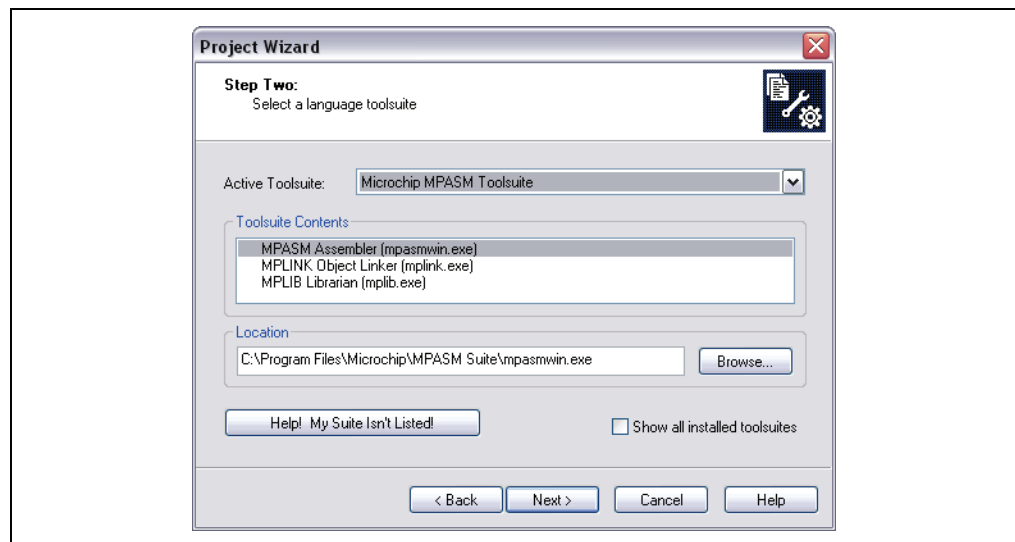 Project Wizard
Step Two:
Select a language toolsuite
Active Toolsuite: Microchip MPASM Toolsuite
Toolsuite Contents
MPASM Assembler (mpasmwin.exe)
MPLINK Object Linker (mplink.exe)
MPLIB Librarian (mplib.exe)
Location
C:\Program Files\Microchip\MPASM Suite\mpasmwin.exe Browse...
Help! My Suite Isn't Listed! Show all installed toolsuites
< Back Next > Cancel Help